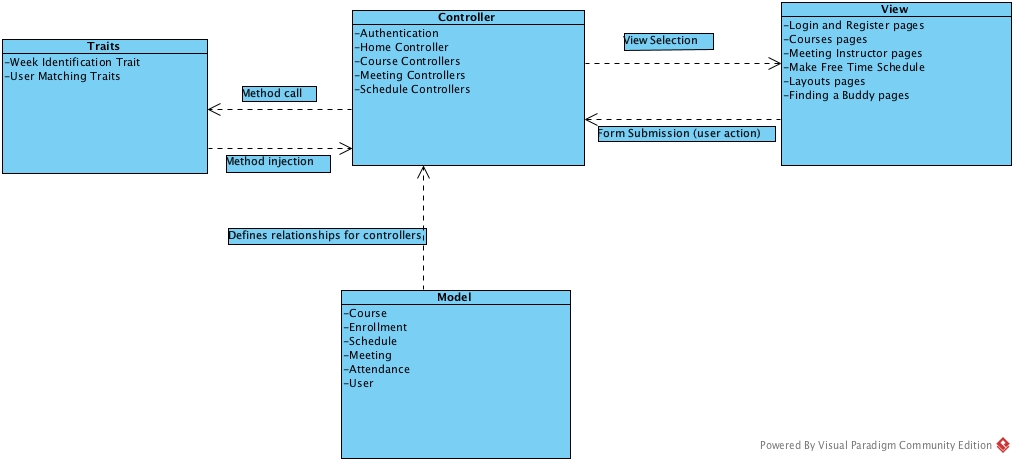 Traits
-Week Identification Trait
-User Matching Traits
Method call
Method injection
Controller
-Authentication
-Home Controller
-Course Controllers
-Meeting Controllers
-Schedule Controllers
View Selection
Form Submission (user action)
View
-Login and Register pages
-Courses pages
-Meeting Instructor pages
-Make Free Time Schedule
-Layouts pages
-Finding a Buddy pages
Defines relationships for controllers
Model
-Course
-Enrollment
-Schedule
-Meeting
-Attendance
-User
Powered By Visual Paradigm Community Edition